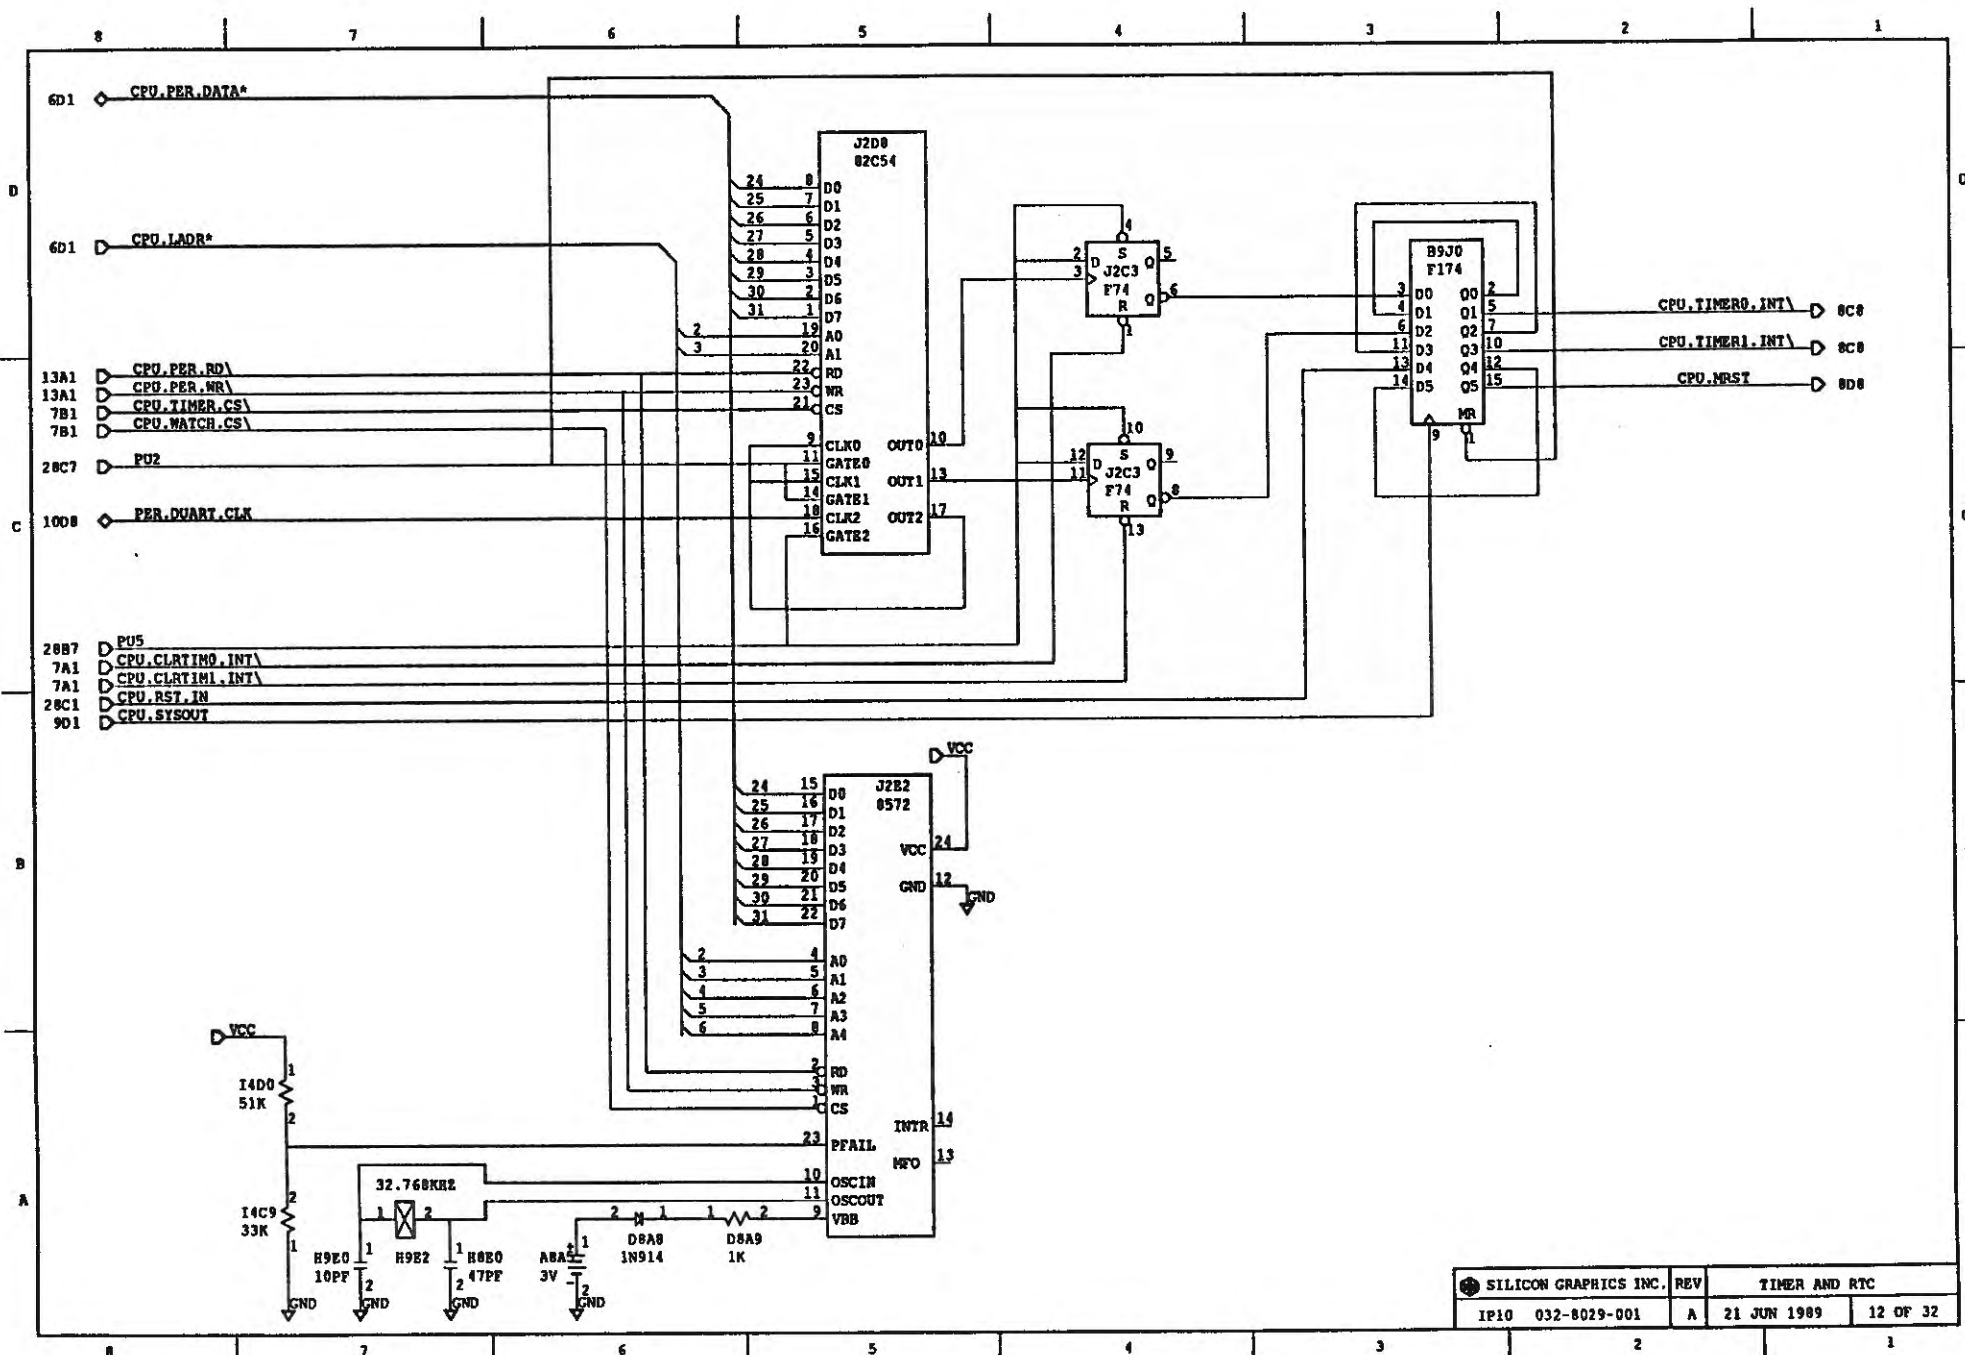 8 7 6 5 4 3 2 1
6D1 CPU.PER.DATA*
J2D8
82C54
24 8 D0
25 7 D1
26 6 D2
27 5 D3
28 4 D4
29 3 D5
30 2 D6
31 1 D7
2 19 A0
3 20 A1
22 RD
23 WR
21 CS
9 CLK0 OUT0 10
11 GATE0
15 CLK1 OUT1 13
14 GATE1
18 CLK2 OUT2 17
16 GATE2
D
6D1 CPU.LADR*
13A1 CPU.PER.RD\
13A1 CPU.PER.WR\
7B1 CPU.TIMER.CS\
7B1 CPU.WATCH.CS\
28C7 PU2
C 10D8 PER.DUART.CLK
28B7 PU5
7A1 CPU.CLRTIM0.INT\
7A1 CPU.CLRTIM1.INT\
28C1 CPU.RST.IN
9D1 CPU.SYSOUT
4
2 D S Q 5
3 J2C3
F74 Q 6
R
1
10
12 D S Q 9
11 J2C3
F74 Q 8
R
13
B9J0
F174
3 D0 Q0 2
4 D1 Q1 5
6 D2 Q2 7
11 D3 Q3 10
13 D4 Q4 12
14 D5 Q5 15
MR
9 1
CPU.TIMER0.INT\ 8C8
CPU.TIMER1.INT\ 8C8
CPU.MRST 8D8
VCC
J2E2
8572
24 15 D0
25 16 D1
26 17 D2
27 18 D3
28 19 D4
29 20 D5
30 21 D6
31 22 D7
VCC 24
GND 12
GND
2 4 A0
3 5 A1
4 6 A2
5 7 A3
6 8 A4
2 RD
3 WR
1 CS
INTR 14
23 PFAIL
MFO 13
10 OSCIN
11 OSCOUT
9 VBB
B
VCC
1
I4D0
51K
2
A
2
I4C9
33K
1
GND
32.768KHZ
1 2
H9E2
1
H9E0
10PF
2
GND
1
H8E0
47PF
2
GND
+ 1
A8A
3V
- 2
GND
2 1
D8A8
1N914
1 2
D8A9
1K
SILICON GRAPHICS INC. REV TIMER AND RTC
IP10 032-8029-001 A 21 JUN 1989 12 OF 32
8 7 6 5 4 3 2 1